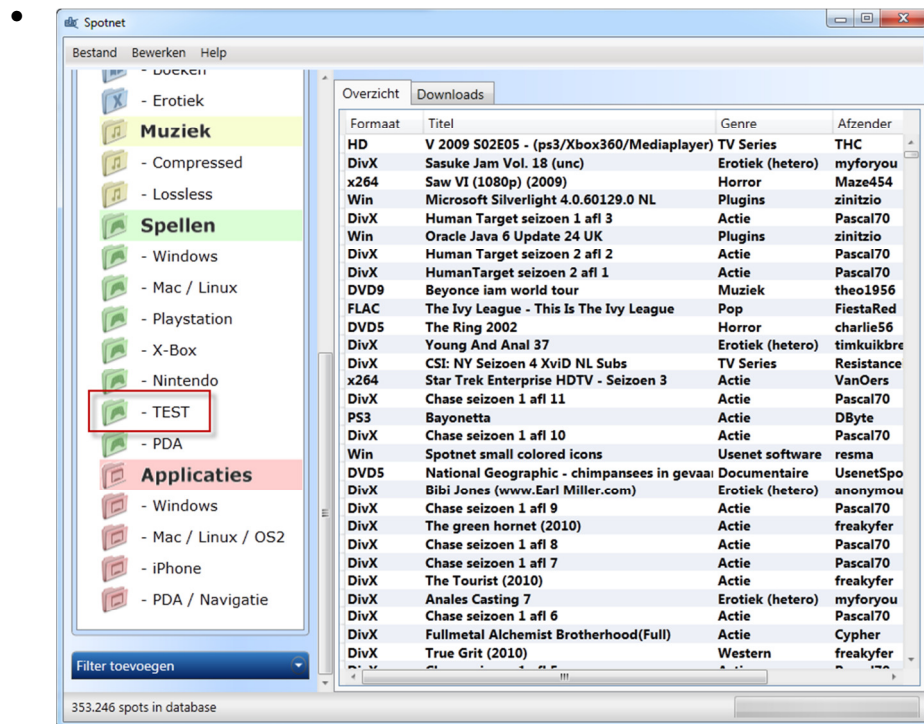 Spotnet
Bestand Bewerken Help
- Boeken
- Erotiek
Muziek
- Compressed
- Lossless
Spellen
- Windows
- Mac / Linux
- Playstation
- X-Box
- Nintendo
- TEST
- PDA
Applicaties
- Windows
- Mac / Linux / OS2
- iPhone
- PDA / Navigatie
Filter toevoegen
Overzicht Downloads
Formaat Titel Genre Afzender
HD V 2009 S02E05 - (ps3/Xbox360/Mediaplayer) TV Series THC
DivX Sasuke Jam Vol. 18 (unc) Erotiek (hetero) myforyou
x264 Saw VI (1080p) (2009) Horror Maze454
Win Microsoft Silverlight 4.0.60129.0 NL Plugins zinitzio
DivX Human Target seizoen 1 afl 3 Actie Pascal70
Win Oracle Java 6 Update 24 UK Plugins zinitzio
DivX Human Target seizoen 2 afl 2 Actie Pascal70
DivX HumanTarget seizoen 2 afl 1 Actie Pascal70
DVD9 Beyonce iam world tour Muziek theo1956
FLAC The Ivy League - This Is The Ivy League Pop FiestaRed
DVD5 The Ring 2002 Horror charlie56
DivX Young And Anal 37 Erotiek (hetero) timkuikbre
DivX CSI: NY Seizoen 4 XviD NL Subs TV Series Resistance
x264 Star Trek Enterprise HDTV - Seizoen 3 Actie VanOers
DivX Chase seizoen 1 afl 11 Actie Pascal70
PS3 Bayonetta Actie DByte
DivX Chase seizoen 1 afl 10 Actie Pascal70
Win Spotnet small colored icons Usenet software resma
DVD5 National Geographic - chimpansees in gevaar Documentaire UsenetSpo
DivX Bibi Jones (www.Earl Miller.com) Erotiek (hetero) anonymou
DivX Chase seizoen 1 afl 9 Actie Pascal70
DivX The green hornet (2010) Actie freakyfer
DivX Chase seizoen 1 afl 8 Actie Pascal70
DivX Chase seizoen 1 afl 7 Actie Pascal70
DivX The Tourist (2010) Actie freakyfer
DivX Anales Casting 7 Erotiek (hetero) myforyou
DivX Chase seizoen 1 afl 6 Actie Pascal70
DivX Fullmetal Alchemist Brotherhood(Full) Actie Cypher
DivX True Grit (2010) Western freakyfer
353.246 spots in database